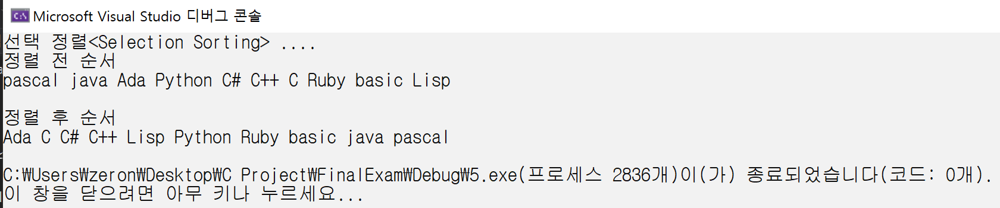 Microsoft Visual Studio 디버그 콘솔
선택 정렬<Selection Sorting> ....
정렬 전 순서
pascal java Ada Python C# C++ C Ruby basic Lisp
정렬 후 순서
Ada C C# C++ Lisp Python Ruby basic java pascal
C:₩Users₩zeron₩Desktop₩C Project₩FinalExam₩Debug₩5.exe(프로세스 2836개)이(가) 종료되었습니다(코드: 0개).
이 창을 닫으려면 아무 키나 누르세요...